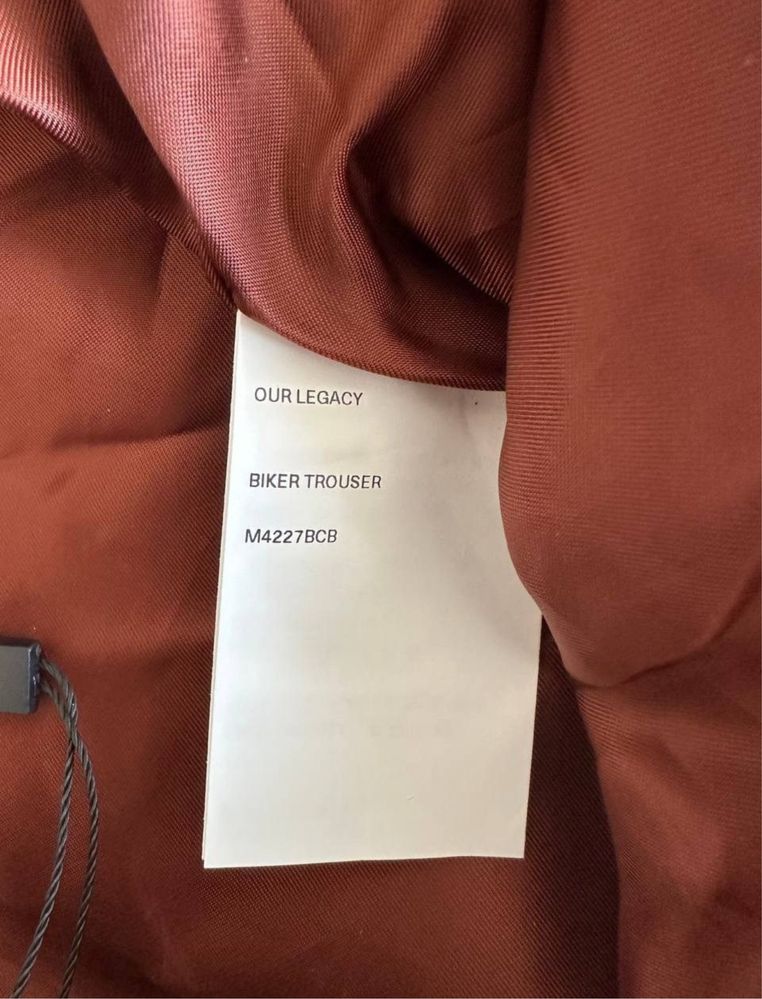 OUR LEGACY
BIKER TROUSER
M4227BCB